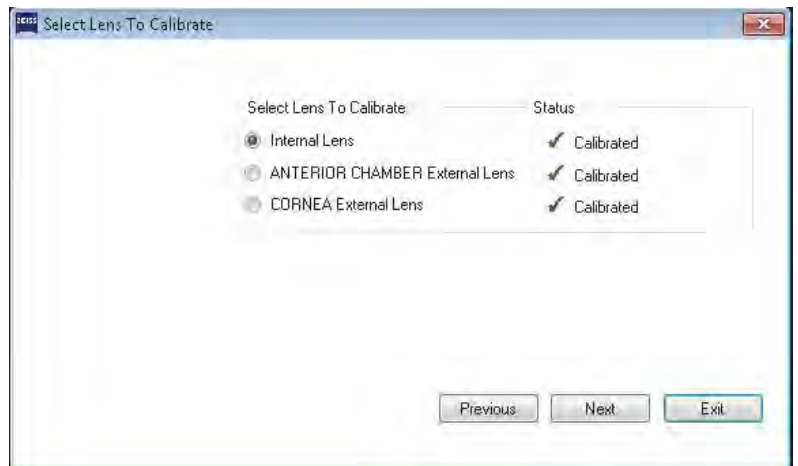 ZEISS Select Lens To Calibrate
Select Lens To Calibrate Status
Internal Lens Calibrated
ANTERIOR CHAMBER External Lens Calibrated
CORNEA External Lens Calibrated
Previous Next Exit